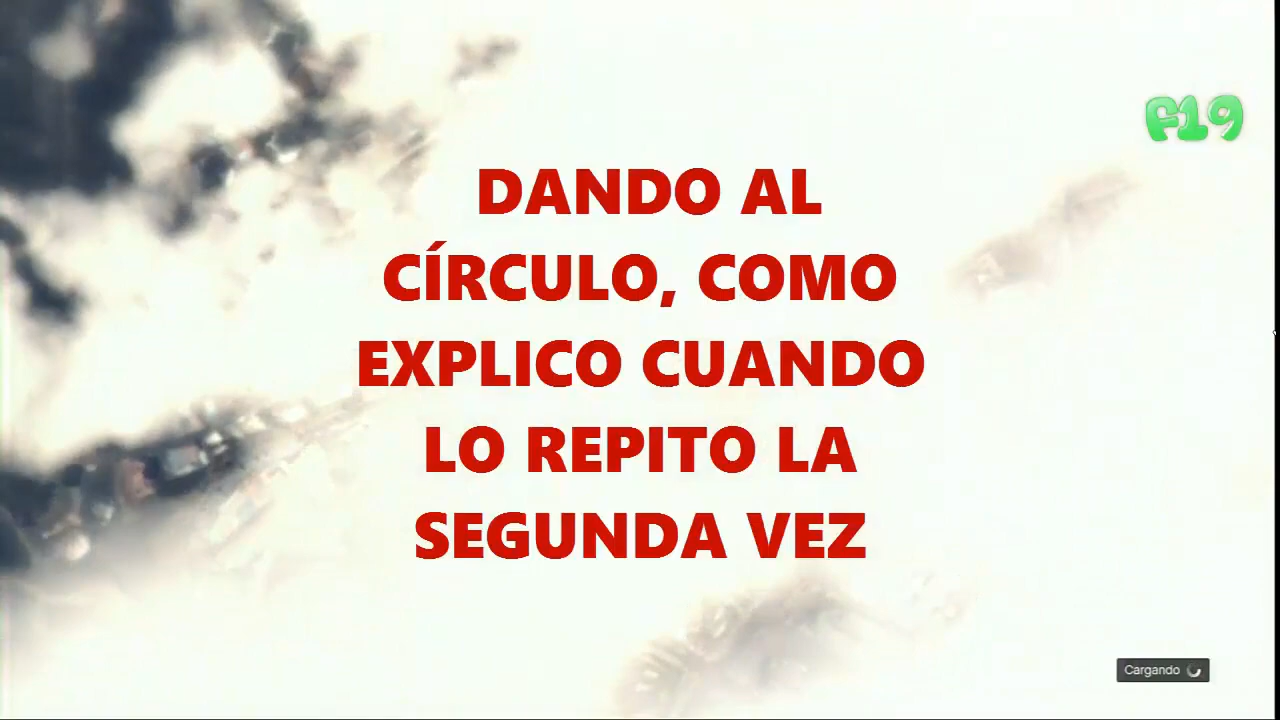 F19
DANDO AL
CÍRCULO, COMO
EXPLICO CUANDO
LO REPITO LA
SEGUNDA VEZ
Cargando